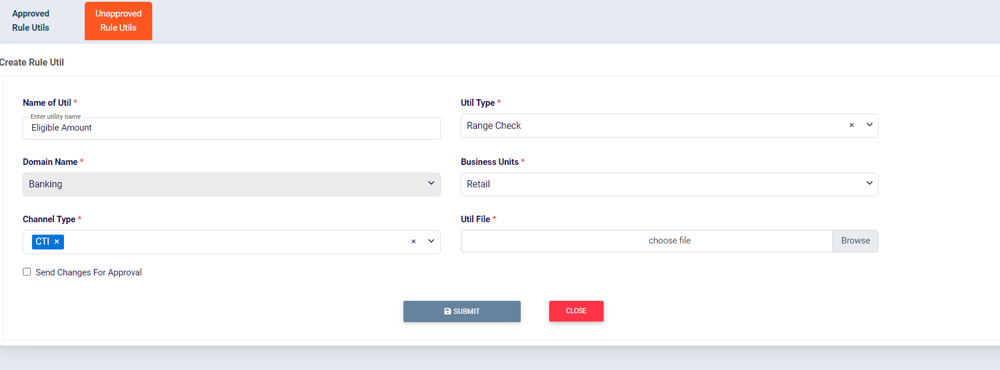 Approved
Rule Utils
Unapproved
Rule Utils
Create Rule Util
Name of Util *
Util Type *
Enter utility name
Eligible Amount
Range Check × 
Domain Name *
Business Units *
Banking
Retail
Channel Type *
Util File *
CTI × ×
choose file Browse
Send Changes For Approval
SUBMIT
CLOSE